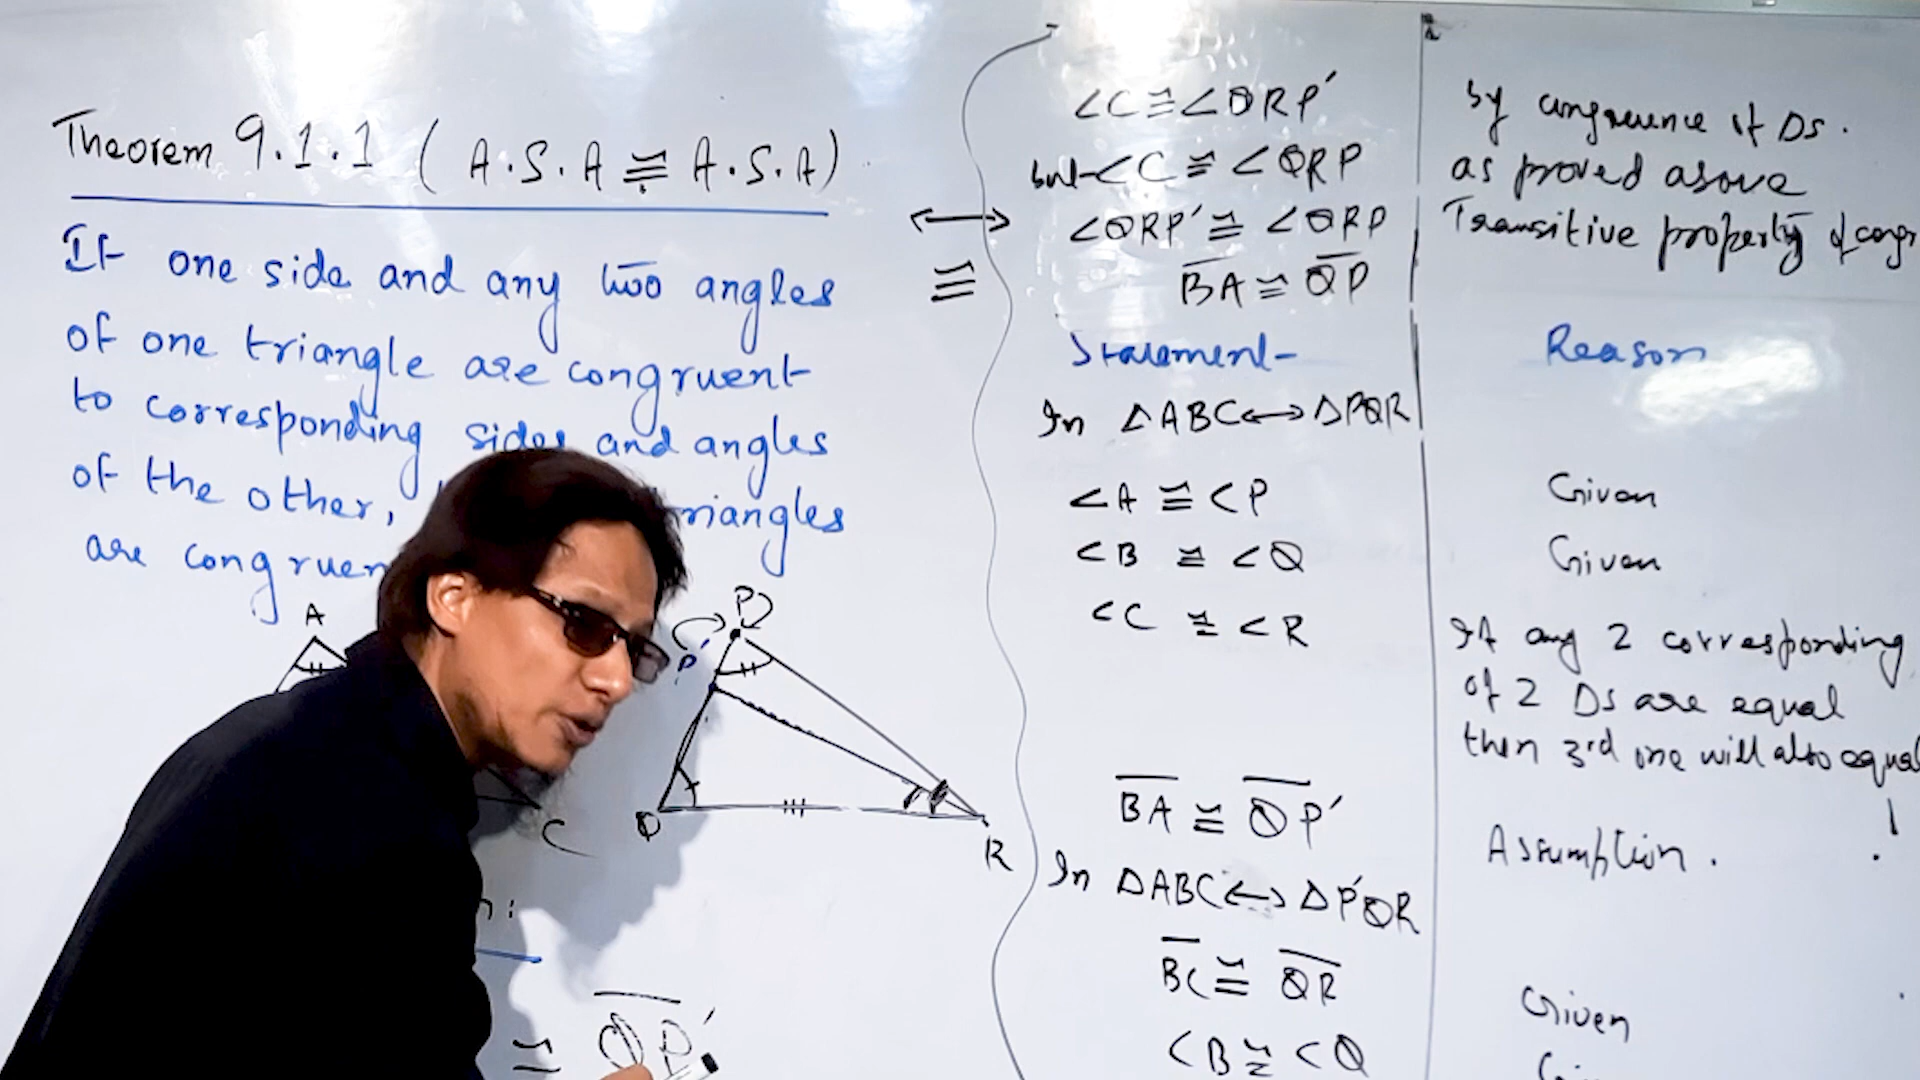 Theorem 9.1.1 ( A.S.A ≅ A.S.A)
If one side and any two angles
of one triangle are congruent
to corresponding sides and angles
of the other, riangles
are congruen
A
C
P
P′
Q
R
n:
≅ QP′
↔
≅
∠C ≅ ∠QRP′ by congruence of Δs.
but ∠C ≅ ∠QRP as proved above
∠QRP′ ≅ ∠QRP Transitive property of congr
BA ≅ QP
Statement Reason
In ΔABC ↔ ΔPQR
∠A ≅ ∠P Given
∠B ≅ ∠Q Given
∠C ≅ ∠R If any 2 corresponding
of 2 Δs are equal
then 3rd one will also equal
BA ≅ QP′ Assumption.
In ΔABC ↔ ΔP′QR
BC ≅ QR Given
∠B ≅ ∠Q